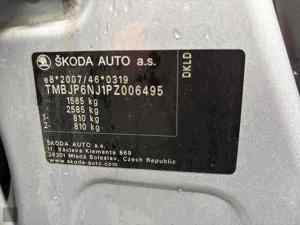 ŠKODA AUTO a.s.
e8*2007/46*0319
TMBJP6NJ1PZ006495
1585 kg
2585 kg
1- 810 kg
2- 810 kg
DKLD
ŠKODA AUTO a.s.
tř. Václava Klementa 869
29301 Mladá Boleslav, Czech Republic
www.skoda-auto.com